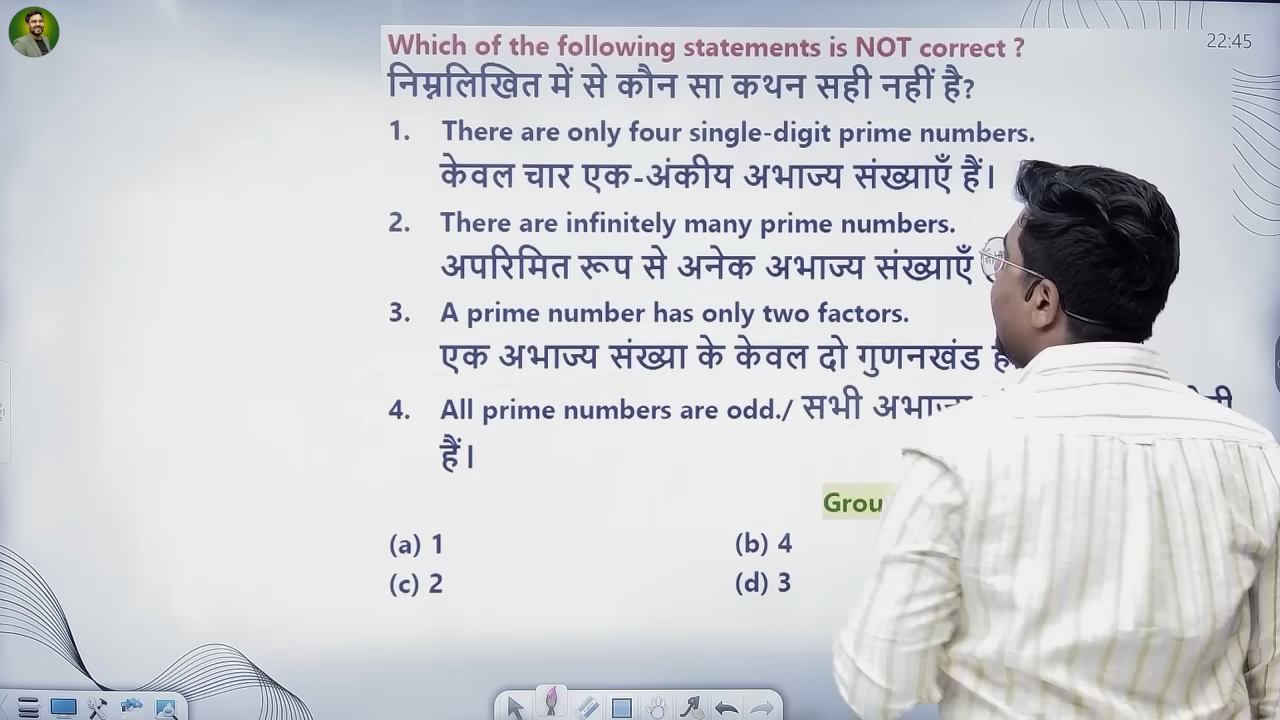 Which of the following statements is NOT correct ?
22:45
निम्नलिखित में से कौन सा कथन सही नहीं है?
1. There are only four single-digit prime numbers.
केवल चार एक-अंकीय अभाज्य संख्याएँ हैं।
2. There are infinitely many prime numbers.
अपरिमित रूप से अनेक अभाज्य संख्याएँ
3. A prime number has only two factors.
एक अभाज्य संख्या के केवल दो गुणनखंड
4. All prime numbers are odd./ सभी
हैं।
(a) 1 (b) 4
(c) 2 (d) 3